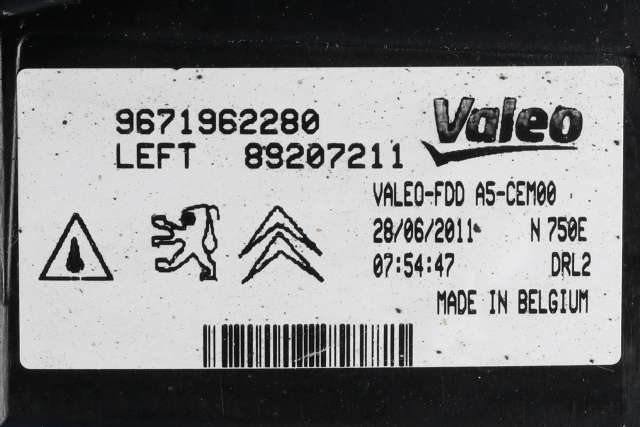 9671962280
LEFT 89207211
Valeo
VALEO-FDD A5-CEM00
28/06/2011 N 750E
07:54:47 DRL2
MADE IN BELGIUM